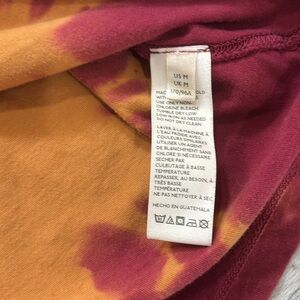 US M
UK M
170/96A
USE ONLY NON-
CHLORINE BLEACH
TUMBLE DRY LOW
LOW IRON AS NEEDED
DO NOT DRY CLEAN
LAVER À LA MACHINE À
L'EAU FROIDE AVEC
COULEURS SIMILAIRES
UTILISER UN AGENT
DE BLANCHIMENT SANS
CHLORE SI NÉCESSAIRE
SÉCHER PAR
CULBUTAGE À BASSE
TEMPÉRATURE
REPASSER, AU BESOIN, À
TRÈS BASSE
TEMPÉRATURE
NE PAS NETTOYER À SEC
HECHO EN GUATEMALA